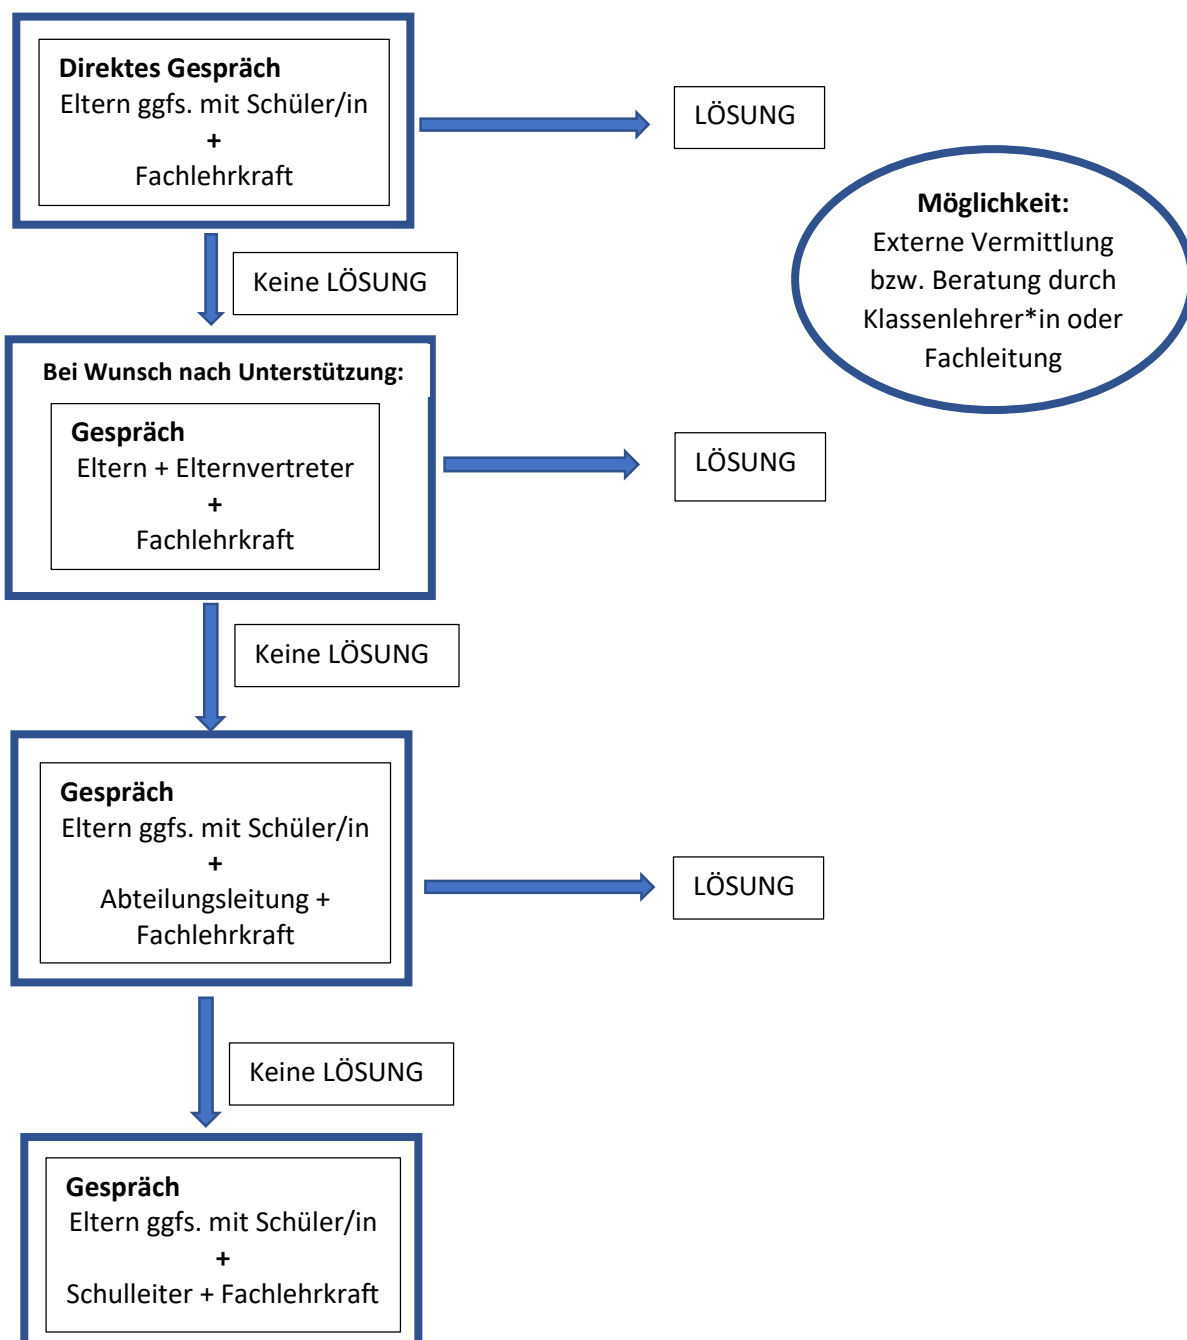 Direktes Gespräch
Eltern ggfs. mit Schüler/in
+
Fachlehrkraft
LÖSUNG
Möglichkeit:
Externe Vermittlung
bzw. Beratung durch
Klassenlehrer*in oder
Fachleitung
Keine LÖSUNG
Bei Wunsch nach Unterstützung:
Gespräch
Eltern + Elternvertreter
+
Fachlehrkraft
LÖSUNG
Keine LÖSUNG
Gespräch
Eltern ggfs. mit Schüler/in
+
Abteilungsleitung +
Fachlehrkraft
LÖSUNG
Keine LÖSUNG
Gespräch
Eltern ggfs. mit Schüler/in
+
Schulleiter + Fachlehrkraft